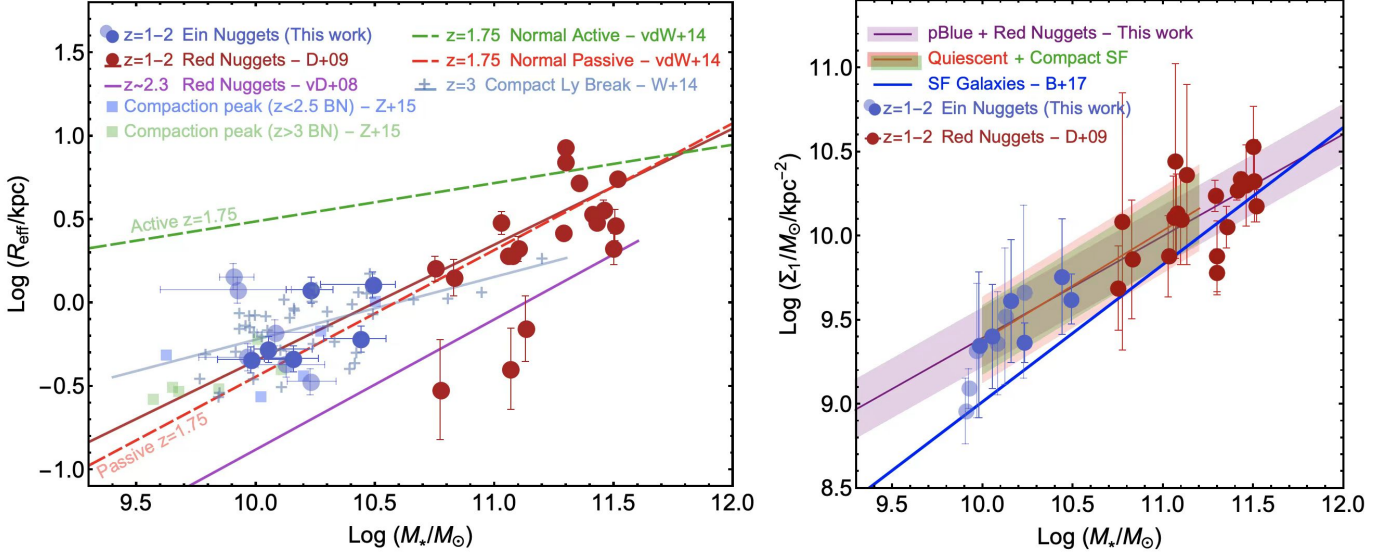 z=1-2 Ein Nuggets (This work)
z=1-2 Red Nuggets - D+09
z~2.3 Red Nuggets - vD+08
Compaction peak (z<2.5 BN) - Z+15
Compaction peak (z>3 BN) - Z+15
z=1.75 Normal Active - vdW+14
z=1.75 Normal Passive - vdW+14
z=3 Compact Ly Break - W+14
Active z=1.75
Passive z=1.75
Log (R_eff/kpc)
1.5
1.0
0.5
0.0
-0.5
-1.0
9.5 10.0 10.5 11.0 11.5 12.0
Log (M_*/M_⊙)
pBlue + Red Nuggets - This work
Quiescent + Compact SF
SF Galaxies - B+17
z=1-2 Ein Nuggets (This work)
z=1-2 Red Nuggets - D+09
Log (Σ_1/M_⊙/kpc^-2)
11.0
10.5
10.0
9.5
9.0
8.5
9.5 10.0 10.5 11.0 11.5 12.0
Log (M_*/M_⊙)